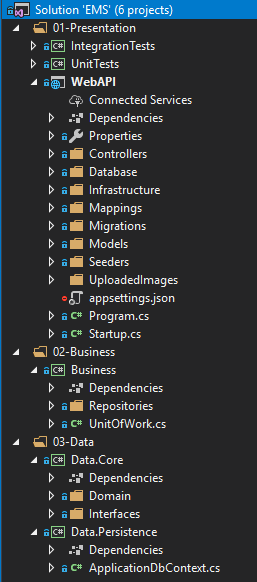 Solution 'EMS' (6 projects)
01-Presentation
C# IntegrationTests
C# UnitTests
WebAPI
Connected Services
Dependencies
Properties
Controllers
Database
Infrastructure
Mappings
Migrations
Models
Seeders
UploadedImages
appsettings.json
C# Program.cs
C# Startup.cs
02-Business
C# Business
Dependencies
Repositories
C# UnitOfWork.cs
03-Data
C# Data.Core
Dependencies
Domain
Interfaces
C# Data.Persistence
Dependencies
C# ApplicationDbContext.cs